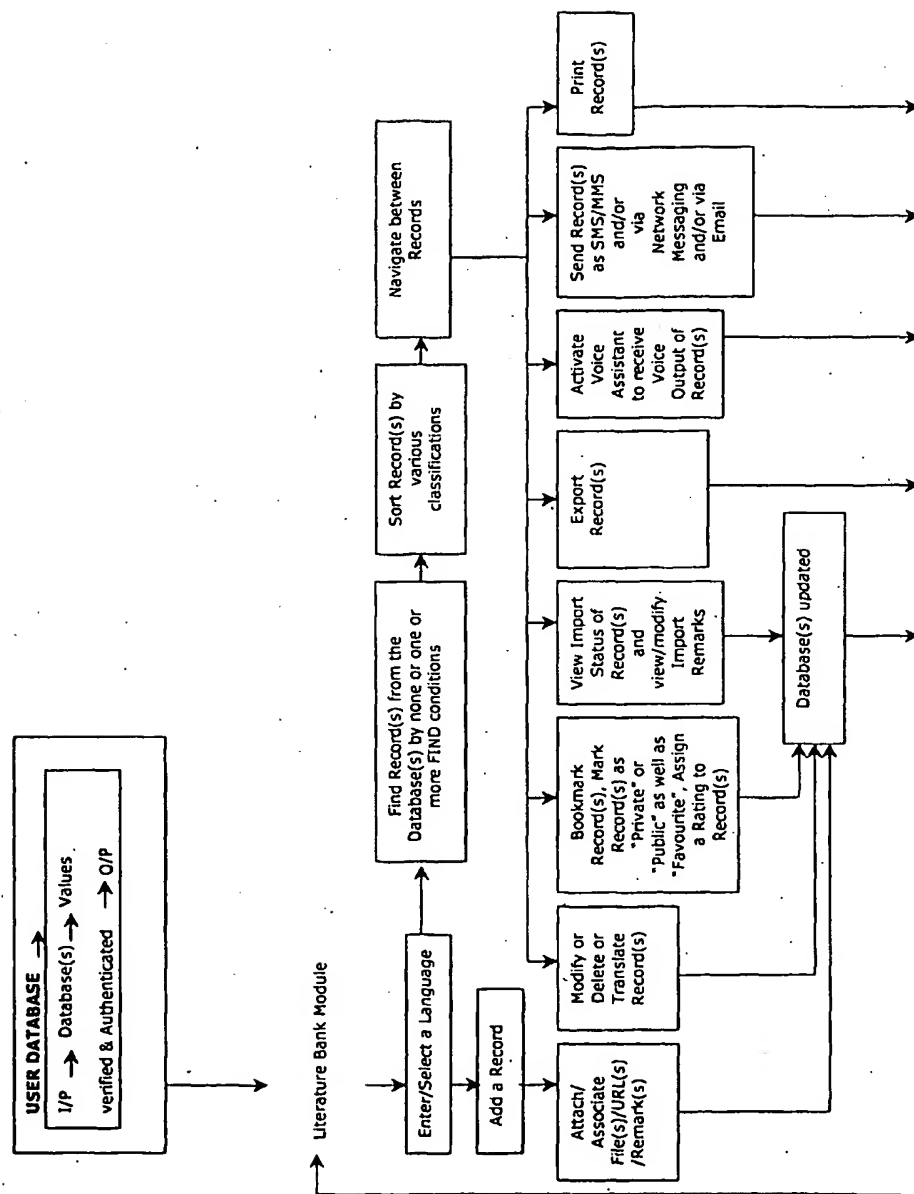 USER DATABASE →
I/P → Database(s) → Values
verified & Authenticated → O/P
Literature Bank Module
Enter/Select a Language
Find Record(s) from the
Database(s) by none or one or
more FIND conditions
Sort Record(s) by
various
classifications
Navigate between
Records
Add a Record
Attach/
Associate
File(s)/URL(s)
/Remark(s)
Modify or
Delete or
Translate
Record(s)
Bookmark
Record(s), Mark
Record(s) as
"Private" or
"Public" as well as
"Favourite", Assign
a Rating to
Record(s)
View Import
Status of
Record(s)
and
view/modify
Import
Remarks
Export
Record(s)
Activate
Voice
Assistant
to receive
Voice
Output of
Record(s)
Send Record(s)
as SMS/MMS
and/or
via
Network
Messaging
and/or via
Email
Print
Record(s)
Database(s) updated